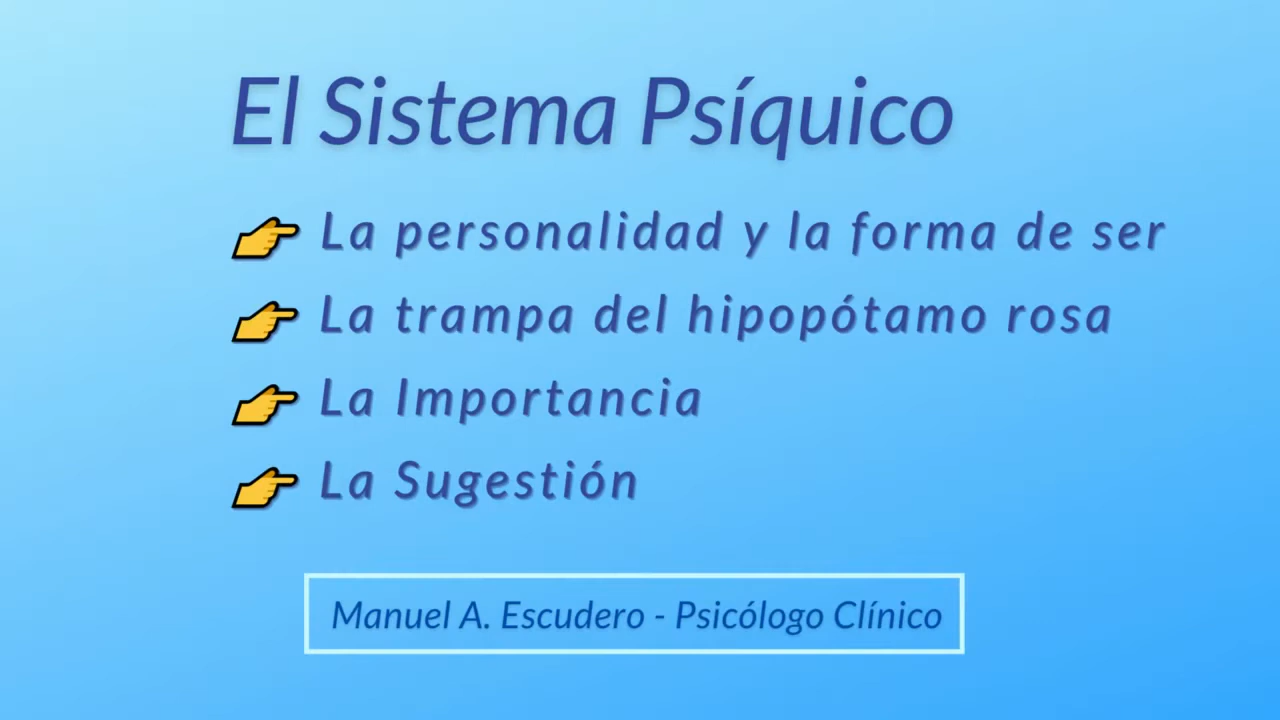 El Sistema Psíquico
👉 La personalidad y la forma de ser
👉 La trampa del hipopótamo rosa
👉 La Importancia
👉 La Sugestión
Manuel A. Escudero - Psicólogo Clínico